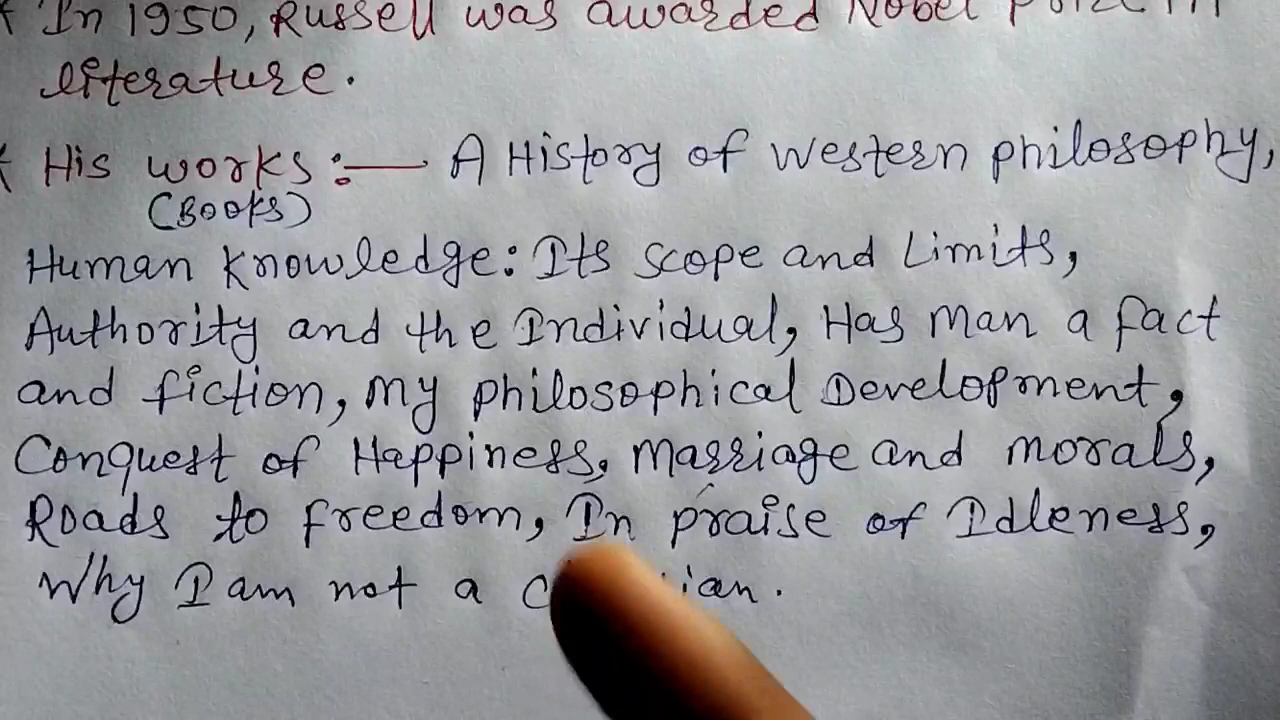 * In 1950, Russell was awarded Nobel Prize in
literature.
* His works :— A History of Western philosophy,
(Books)
Human Knowledge: Its scope and Limits,
Authority and the Individual, Has Man a fact
and fiction, My philosophical Development,
Conquest of Happiness, Marriage and morals,
Roads to freedom, In praise of Idleness,
Why I am not a